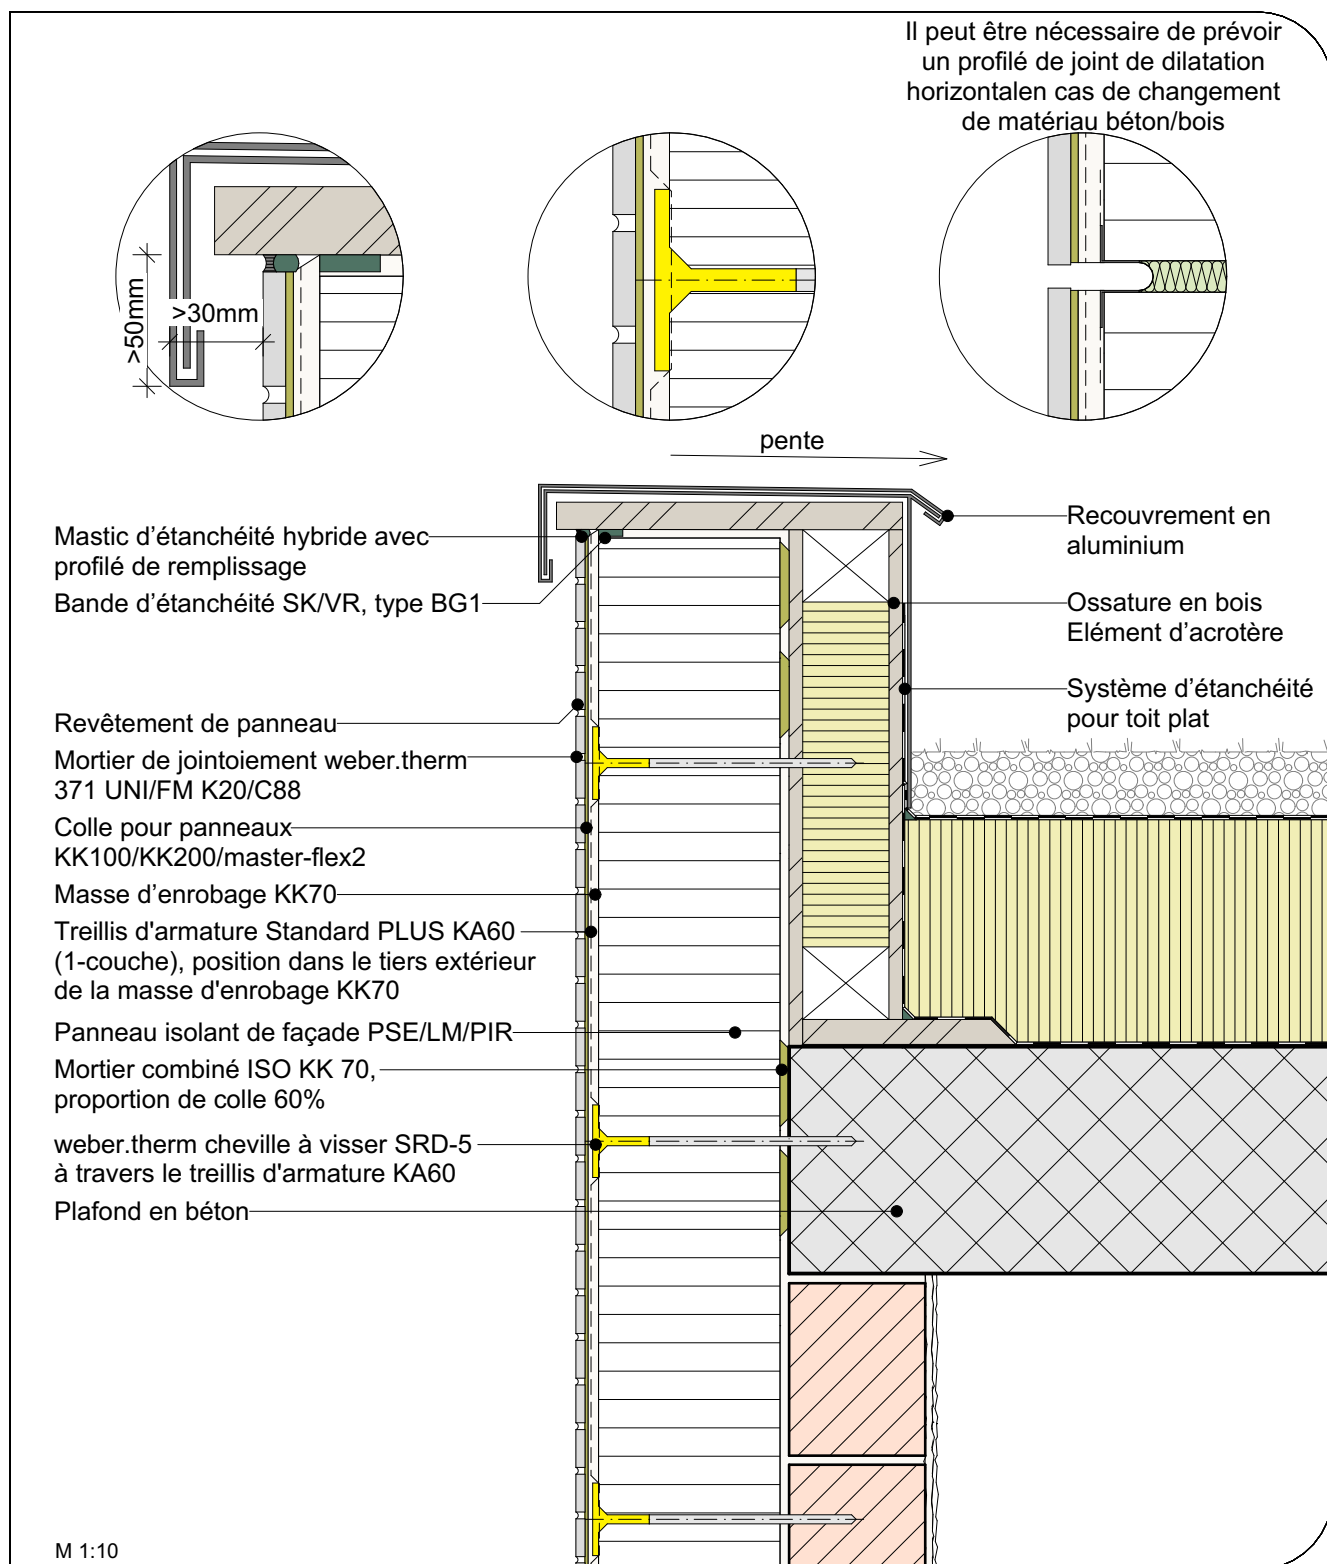 Il peut être nécessaire de prévoir
un profilé de joint de dilatation
horizontalen cas de changement
de matériau béton/bois
>50mm
>30mm
pente
Mastic d’étanchéité hybride avec
profilé de remplissage
Bande d’étanchéité SK/VR, type BG1
Revêtement de panneau
Mortier de jointoiement weber.therm
371 UNI/FM K20/C88
Colle pour panneaux
KK100/KK200/master-flex2
Masse d’enrobage KK70
Treillis d'armature Standard PLUS KA60
(1-couche), position dans le tiers extérieur
de la masse d'enrobage KK70
Panneau isolant de façade PSE/LM/PIR
Mortier combiné ISO KK 70,
proportion de colle 60%
weber.therm cheville à visser SRD-5
à travers le treillis d'armature KA60
Plafond en béton
Recouvrement en
aluminium
Ossature en bois
Elément d’acrotère
Système d’étanchéité
pour toit plat
M 1:10